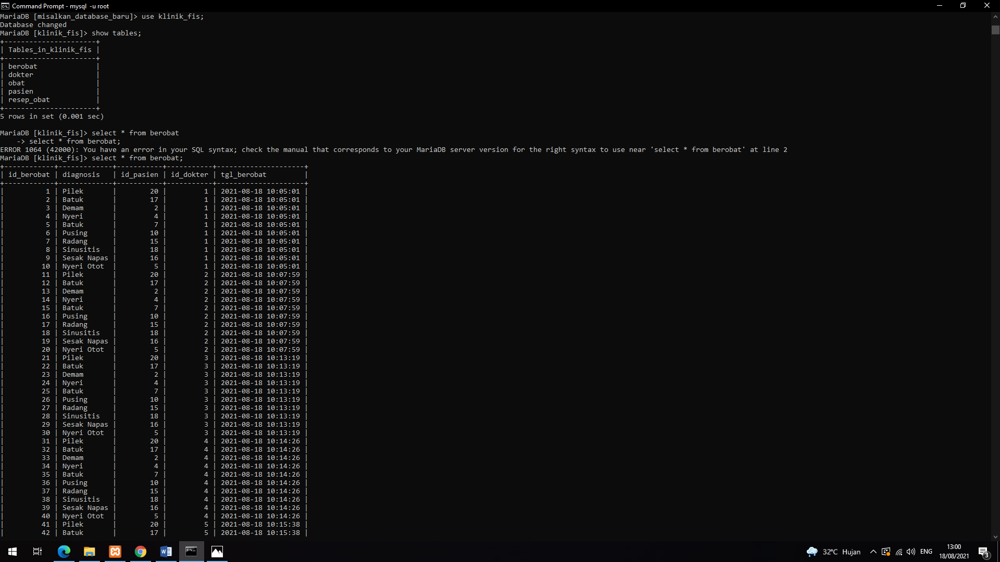 Command Prompt - mysql  -u root
MariaDB [misalkan_database_baru]> use klinik_fis;
Database changed
MariaDB [klinik_fis]> show tables;
+----------------------+
| Tables_in_klinik_fis |
+----------------------+
| berobat              |
| dokter               |
| obat                 |
| pasien               |
| resep_obat           |
+----------------------+
5 rows in set (0.001 sec)

MariaDB [klinik_fis]> select * from berobat
    -> select * from berobat;
ERROR 1064 (42000): You have an error in your SQL syntax; check the manual that corresponds to your MariaDB server version for the right syntax to use near 'select * from berobat' at line 2
MariaDB [klinik_fis]> select * from berobat;
+------------+-------------+-----------+-----------+---------------------+
| id_berobat | diagnosis   | id_pasien | id_dokter | tgl_berobat         |
+------------+-------------+-----------+-----------+---------------------+
|          1 | Pilek       |        20 |         1 | 2021-08-18 10:05:01 |
|          2 | Batuk       |        17 |         1 | 2021-08-18 10:05:01 |
|          3 | Demam       |         2 |         1 | 2021-08-18 10:05:01 |
|          4 | Nyeri       |         4 |         1 | 2021-08-18 10:05:01 |
|          5 | Batuk       |         7 |         1 | 2021-08-18 10:05:01 |
|          6 | Pusing      |        10 |         1 | 2021-08-18 10:05:01 |
|          7 | Radang      |        15 |         1 | 2021-08-18 10:05:01 |
|          8 | Sinusitis   |        18 |         1 | 2021-08-18 10:05:01 |
|          9 | Sesak Napas |        16 |         1 | 2021-08-18 10:05:01 |
|         10 | Nyeri Otot  |         5 |         1 | 2021-08-18 10:05:01 |
|         11 | Pilek       |        20 |         2 | 2021-08-18 10:07:59 |
|         12 | Batuk       |        17 |         2 | 2021-08-18 10:07:59 |
|         13 | Demam       |         2 |         2 | 2021-08-18 10:07:59 |
|         14 | Nyeri       |         4 |         2 | 2021-08-18 10:07:59 |
|         15 | Batuk       |         7 |         2 | 2021-08-18 10:07:59 |
|         16 | Pusing      |        10 |         2 | 2021-08-18 10:07:59 |
|         17 | Radang      |        15 |         2 | 2021-08-18 10:07:59 |
|         18 | Sinusitis   |        18 |         2 | 2021-08-18 10:07:59 |
|         19 | Sesak Napas |        16 |         2 | 2021-08-18 10:07:59 |
|         20 | Nyeri Otot  |         5 |         2 | 2021-08-18 10:07:59 |
|         21 | Pilek       |        20 |         3 | 2021-08-18 10:13:19 |
|         22 | Batuk       |        17 |         3 | 2021-08-18 10:13:19 |
|         23 | Demam       |         2 |         3 | 2021-08-18 10:13:19 |
|         24 | Nyeri       |         4 |         3 | 2021-08-18 10:13:19 |
|         25 | Batuk       |         7 |         3 | 2021-08-18 10:13:19 |
|         26 | Pusing      |        10 |         3 | 2021-08-18 10:13:19 |
|         27 | Radang      |        15 |         3 | 2021-08-18 10:13:19 |
|         28 | Sinusitis   |        18 |         3 | 2021-08-18 10:13:19 |
|         29 | Sesak Napas |        16 |         3 | 2021-08-18 10:13:19 |
|         30 | Nyeri Otot  |         5 |         3 | 2021-08-18 10:13:19 |
|         31 | Pilek       |        20 |         4 | 2021-08-18 10:14:26 |
|         32 | Batuk       |        17 |         4 | 2021-08-18 10:14:26 |
|         33 | Demam       |         2 |         4 | 2021-08-18 10:14:26 |
|         34 | Nyeri       |         4 |         4 | 2021-08-18 10:14:26 |
|         35 | Batuk       |         7 |         4 | 2021-08-18 10:14:26 |
|         36 | Pusing      |        10 |         4 | 2021-08-18 10:14:26 |
|         37 | Radang      |        15 |         4 | 2021-08-18 10:14:26 |
|         38 | Sinusitis   |        18 |         4 | 2021-08-18 10:14:26 |
|         39 | Sesak Napas |        16 |         4 | 2021-08-18 10:14:26 |
|         40 | Nyeri Otot  |         5 |         4 | 2021-08-18 10:14:26 |
|         41 | Pilek       |        20 |         5 | 2021-08-18 10:15:38 |
|         42 | Batuk       |        17 |         5 | 2021-08-18 10:15:38 |
32°C Hujan
ENG
13:00
18/08/2021
3